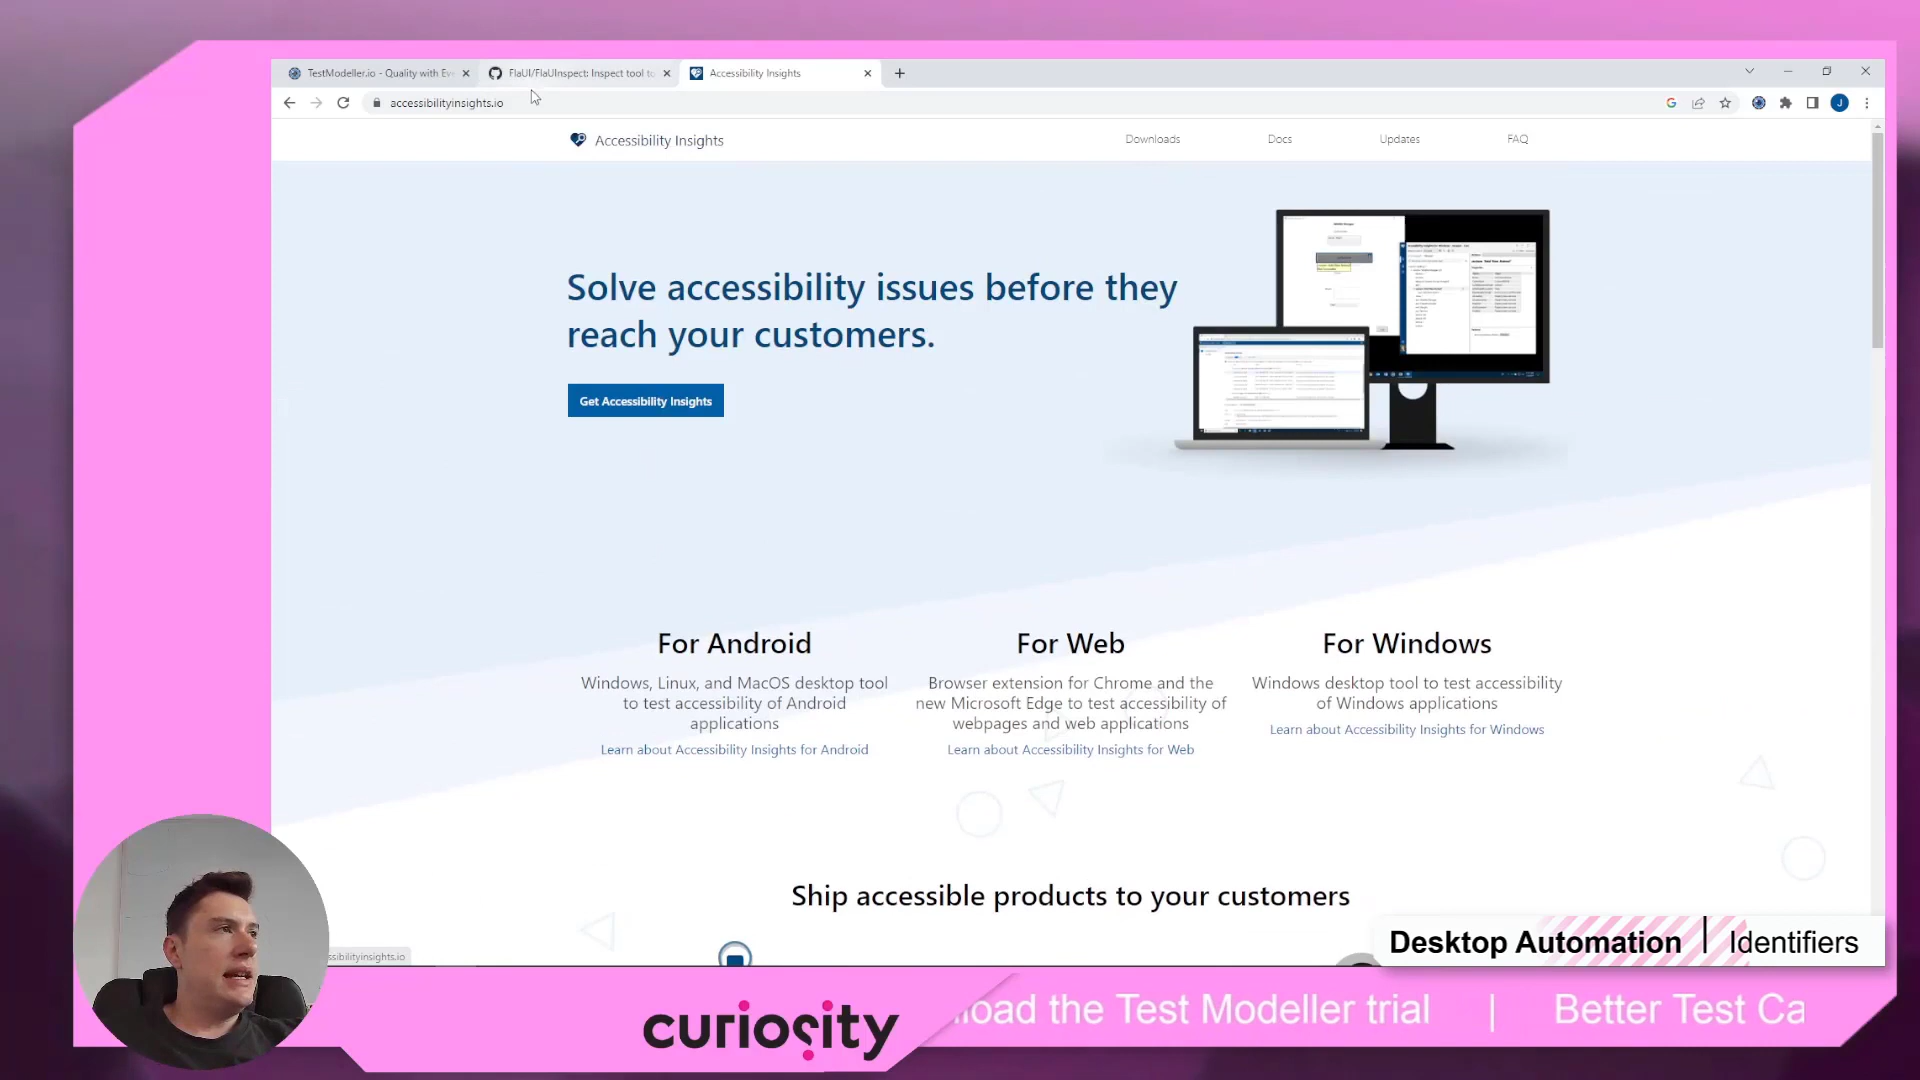 TestModeller.io - Quality with Ev
FlaUI/FlaUInspect: Inspect tool to
Accessibility Insights
accessibilityinsights.io
Accessibility Insights
Downloads
Docs
Updates
FAQ
Solve accessibility issues before they
reach your customers.
Get Accessibility Insights
For Android
Windows, Linux, and MacOS desktop tool
to test accessibility of Android
applications
Learn about Accessibility Insights for Android
For Web
Browser extension for Chrome and the
new Microsoft Edge to test accessibility of
webpages and web applications
Learn about Accessibility Insights for Web
For Windows
Windows desktop tool to test accessibility
of Windows applications
Learn about Accessibility Insights for Windows
Ship accessible products to your customers
ssibilityinsights.io
Desktop Automation | Identifiers
curiosity
load the Test Modeller trial | Better Test Ca